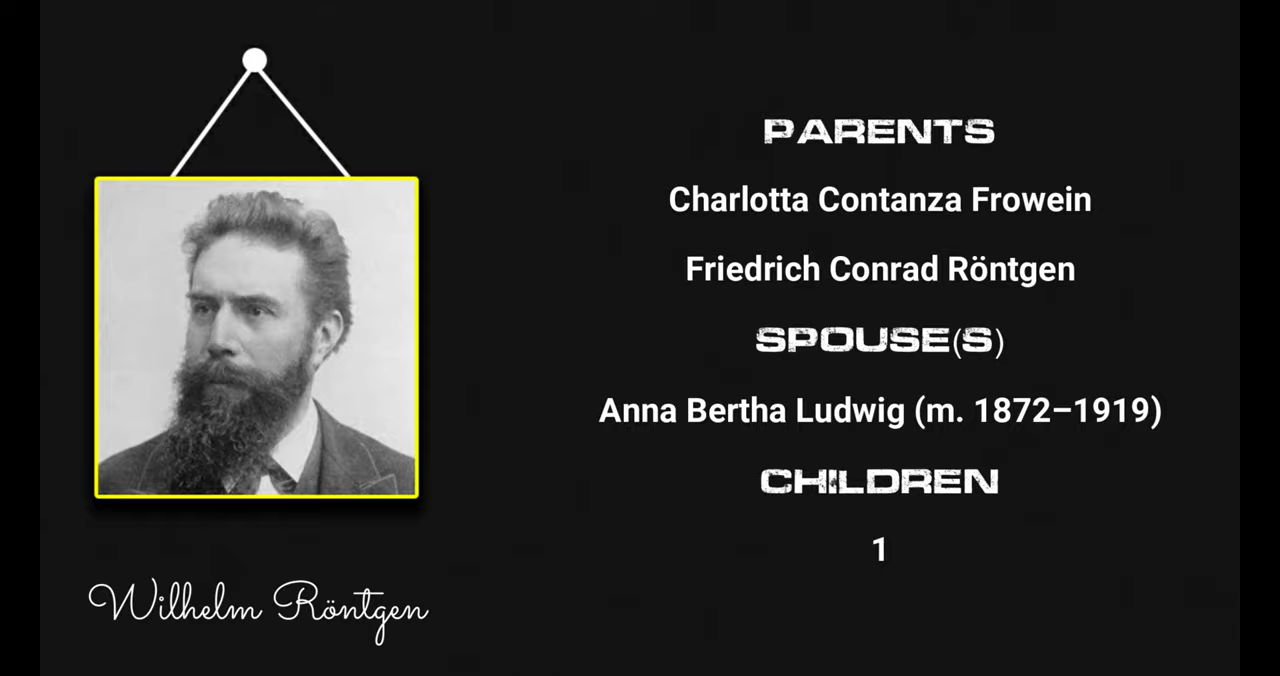 PARENTS
Charlotta Contanza Frowein
Friedrich Conrad Röntgen
SPOUSE(S)
Anna Bertha Ludwig (m. 1872–1919)
CHILDREN
1
Wilhelm Röntgen